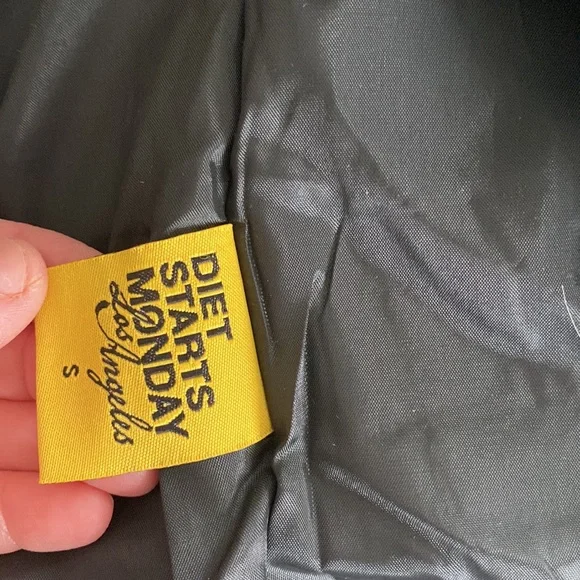 DIET
STARTS
MONDAY
Los Angeles
S